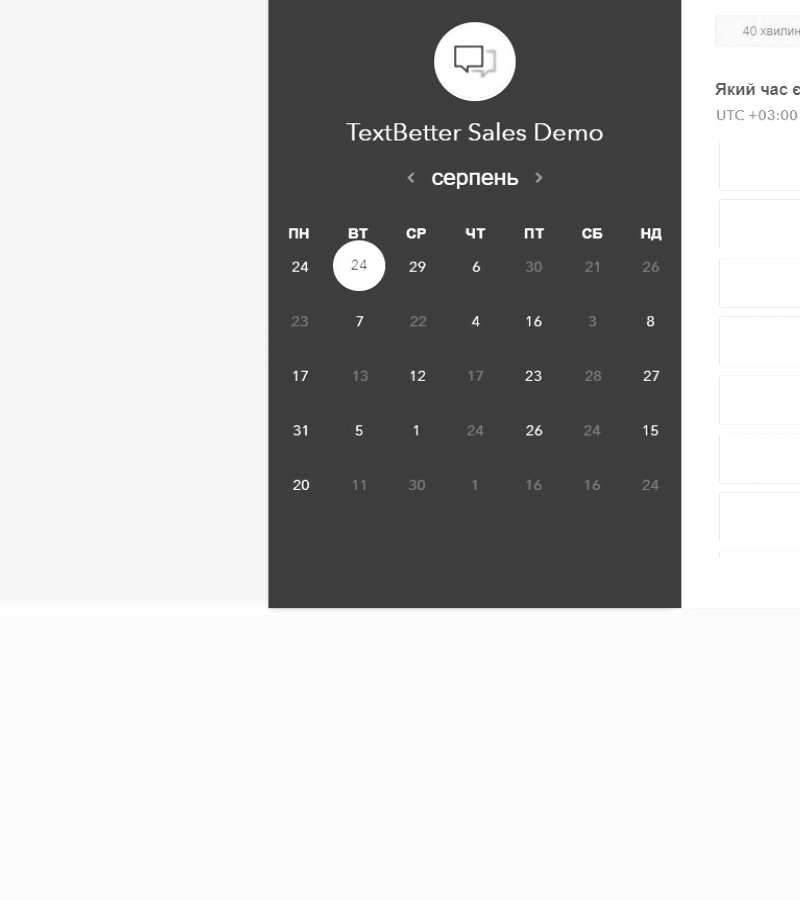 TextBetter Sales Demo
серпень
ПН ВТ СР ЧТ ПТ СБ НД
24 24 29 6 30 21 26
23 7 22 4 16 3 8
17 13 12 17 23 28 27
31 5 1 24 26 24 15
20 11 30 1 16 16 24
40 хвилин
Який час є
UTC +03:00